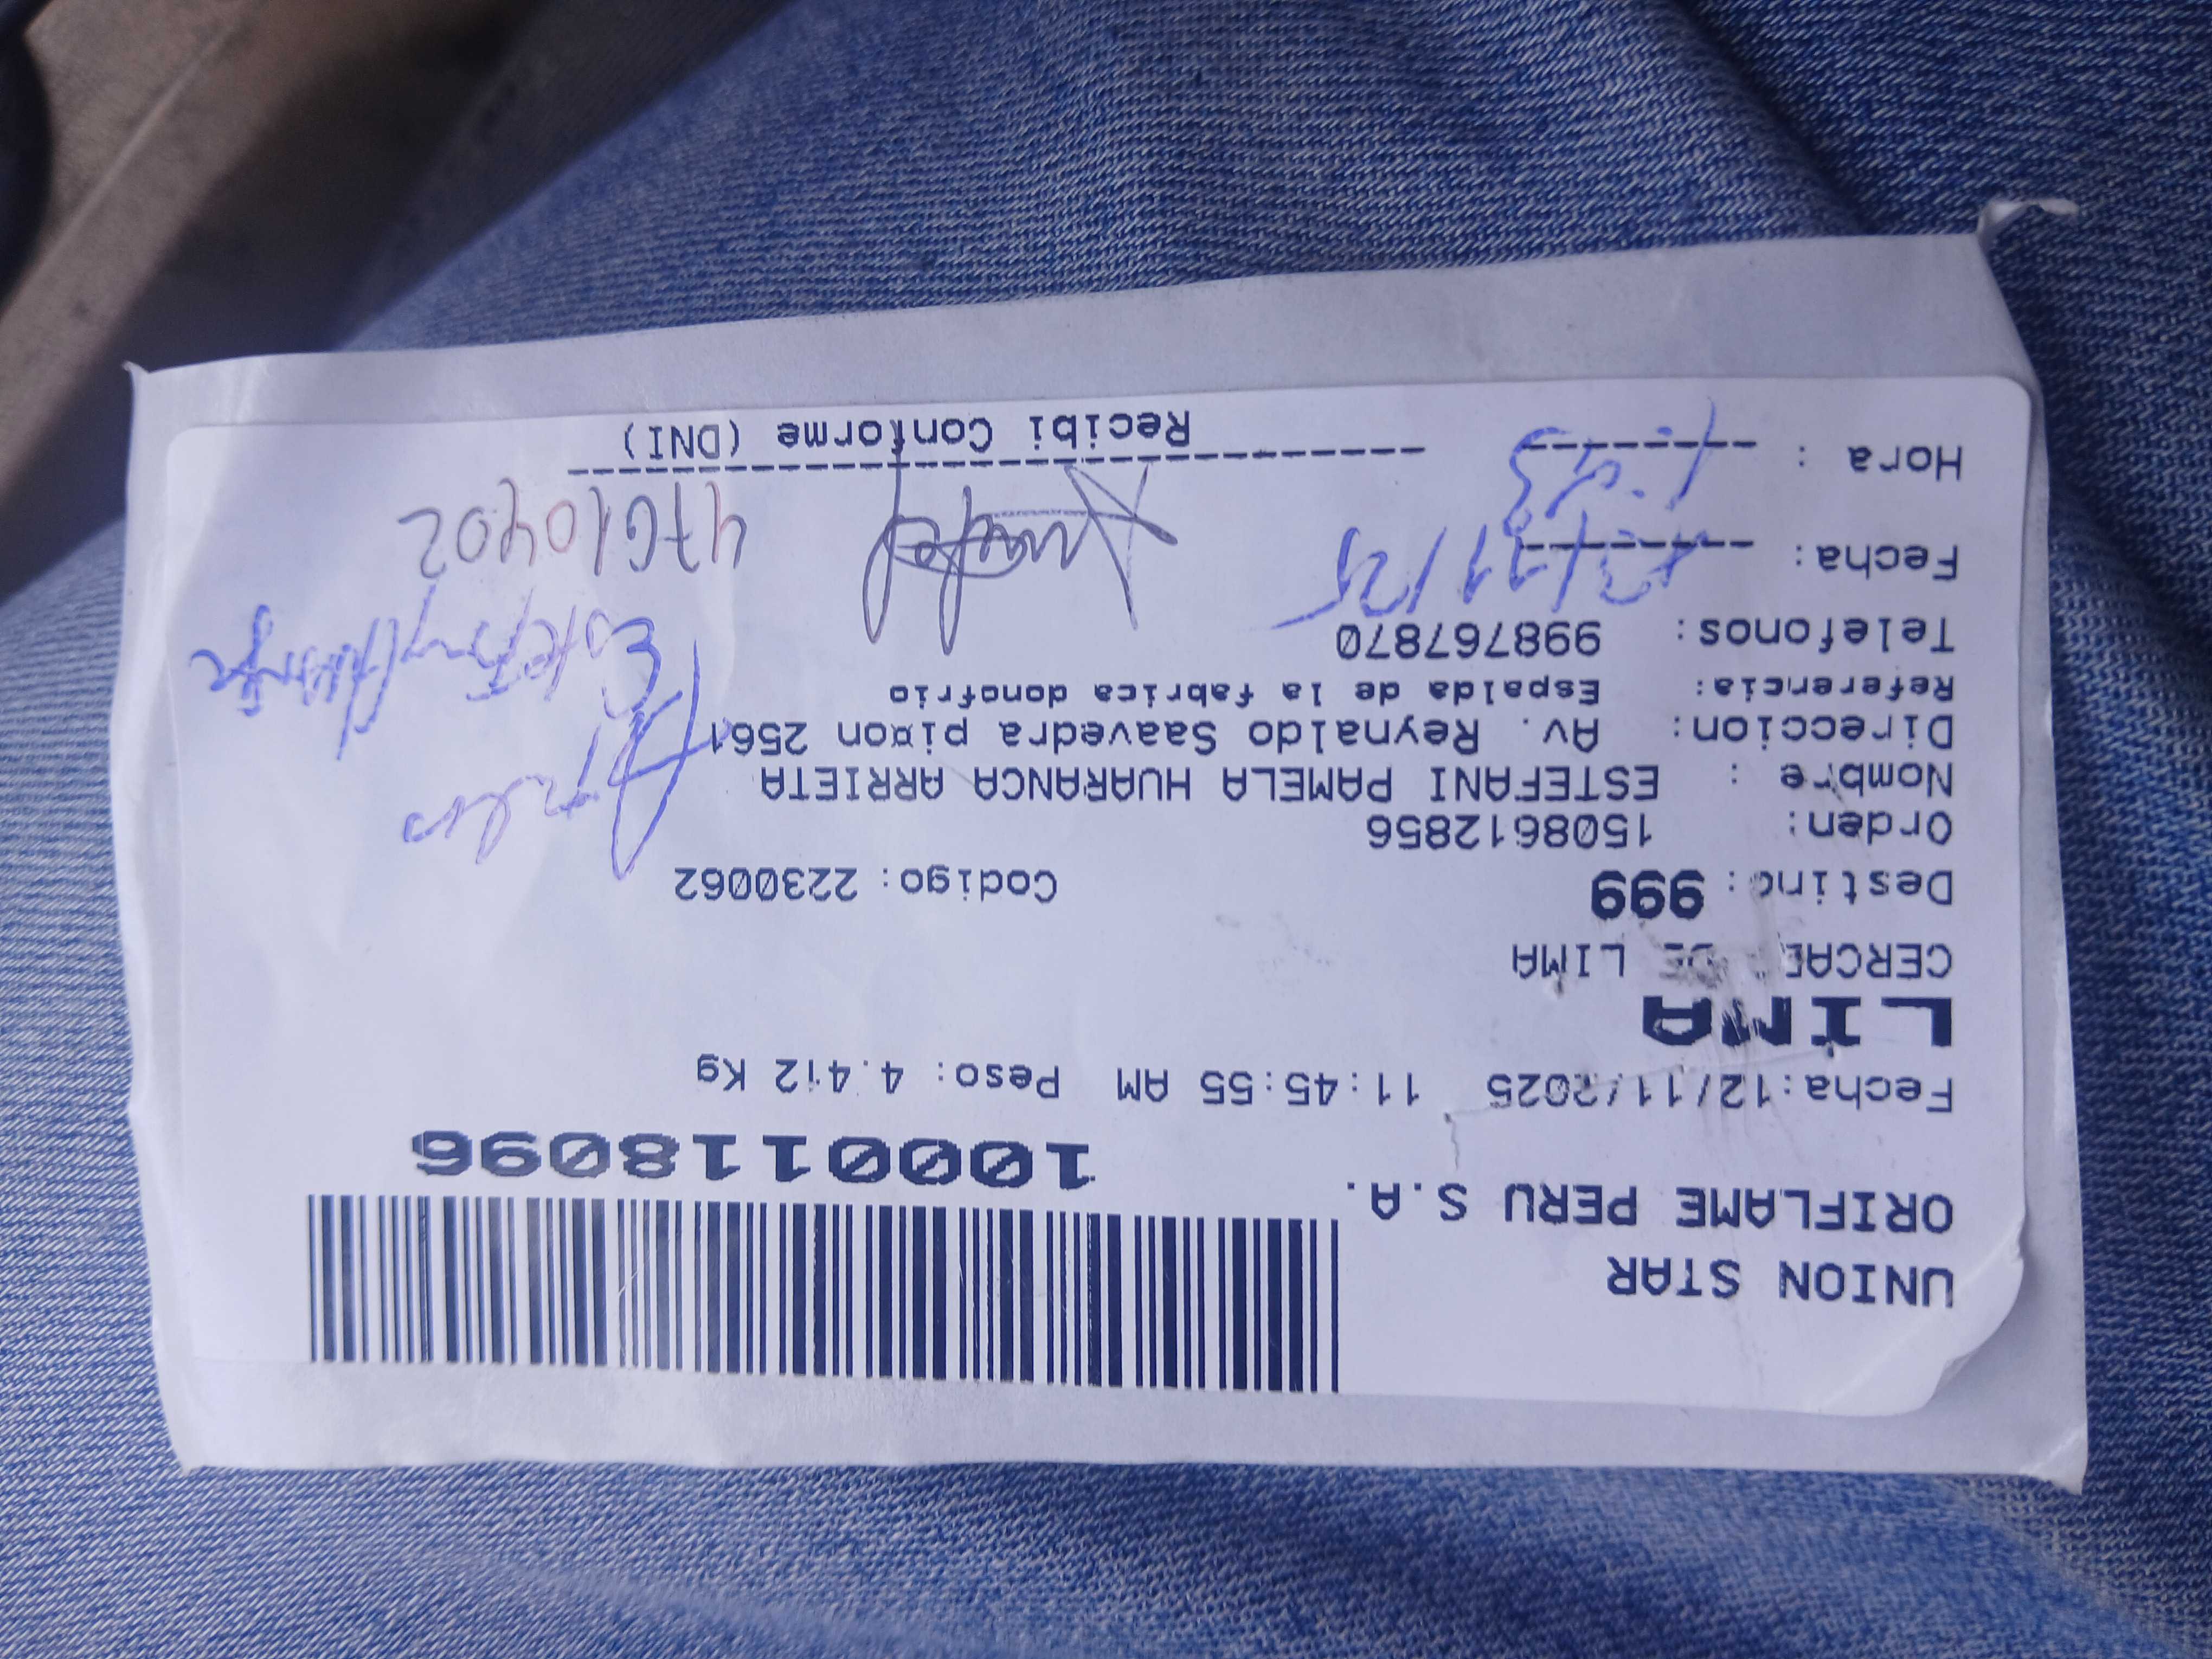 UNION STAR
ORIFLAME PERU S.A.
1000118096
Fecha:12/11/2025 11:45:55 AM Peso: 4.412 Kg
LIMA
CERCADO DE LIMA
Destino: 999 Codigo: 2230062
Orden: 1508612856
Nombre : ESTEFANI PAMELA HUARANCA ARRIETA
Direccion: Av. Reynaldo Saavedra pi¤on 2561
Referencia: Espalda de la fabrica donofrio
Telefonos: 998767870
Fecha: 47610402
Hora :
Recibi Conforme (DNI)